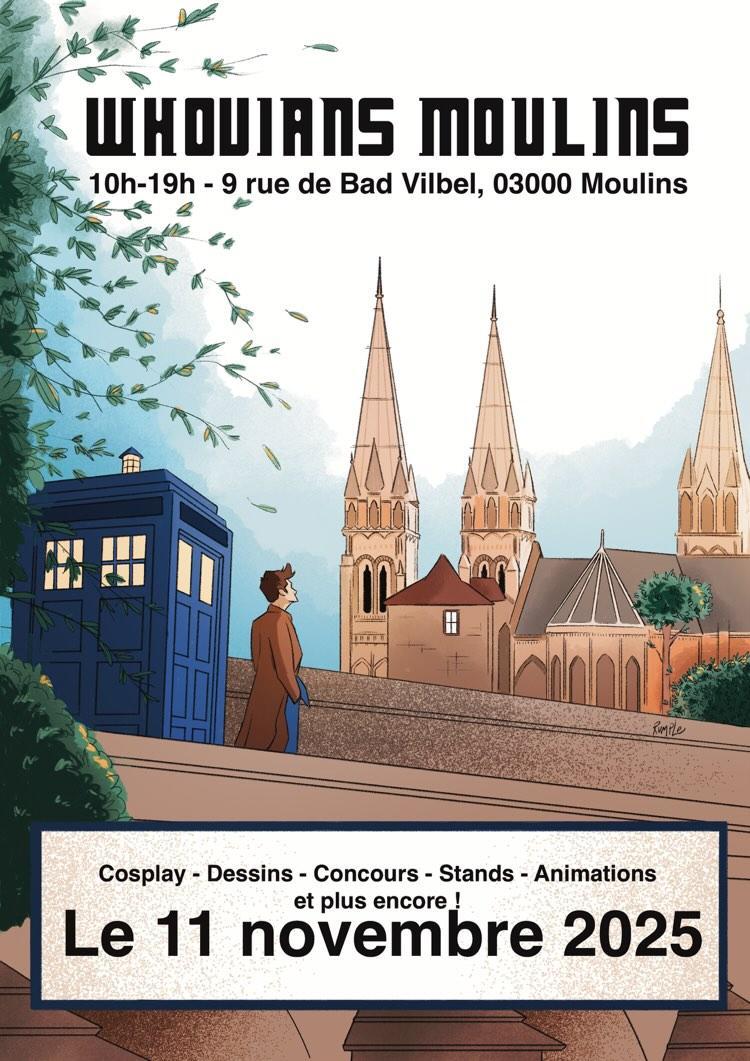 WHOVIANS MOULINS
10h-19h - 9 rue de Bad Vilbel, 03000 Moulins
Rumple
Cosplay - Dessins - Concours - Stands - Animations
et plus encore !
Le 11 novembre 2025